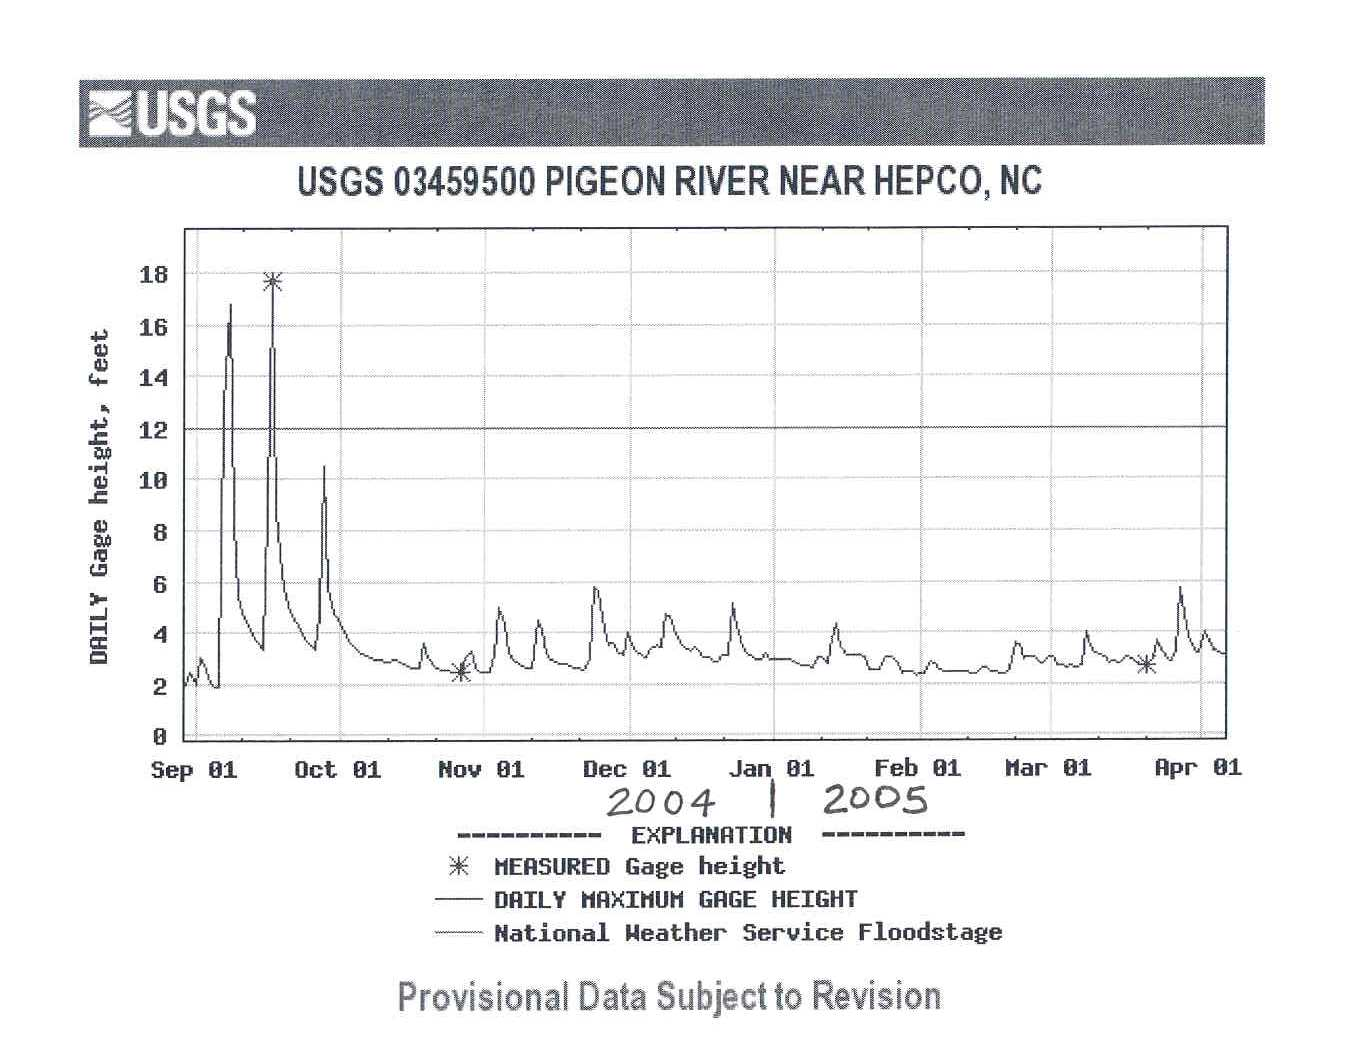 USGS
USGS 03459500 PIGEON RIVER NEAR HEPCO, NC
DAILY Gage height, feet
18
16
14
12
10
8
6
4
2
0
Sep 01 Oct 01 Nov 01 Dec 01 Jan 01 Feb 01 Mar 01 Apr 01
2004 | 2005
---------- EXPLANATION ----------
MEASURED Gage height
DAILY MAXIMUM GAGE HEIGHT
National Weather Service Floodstage
Provisional Data Subject to Revision